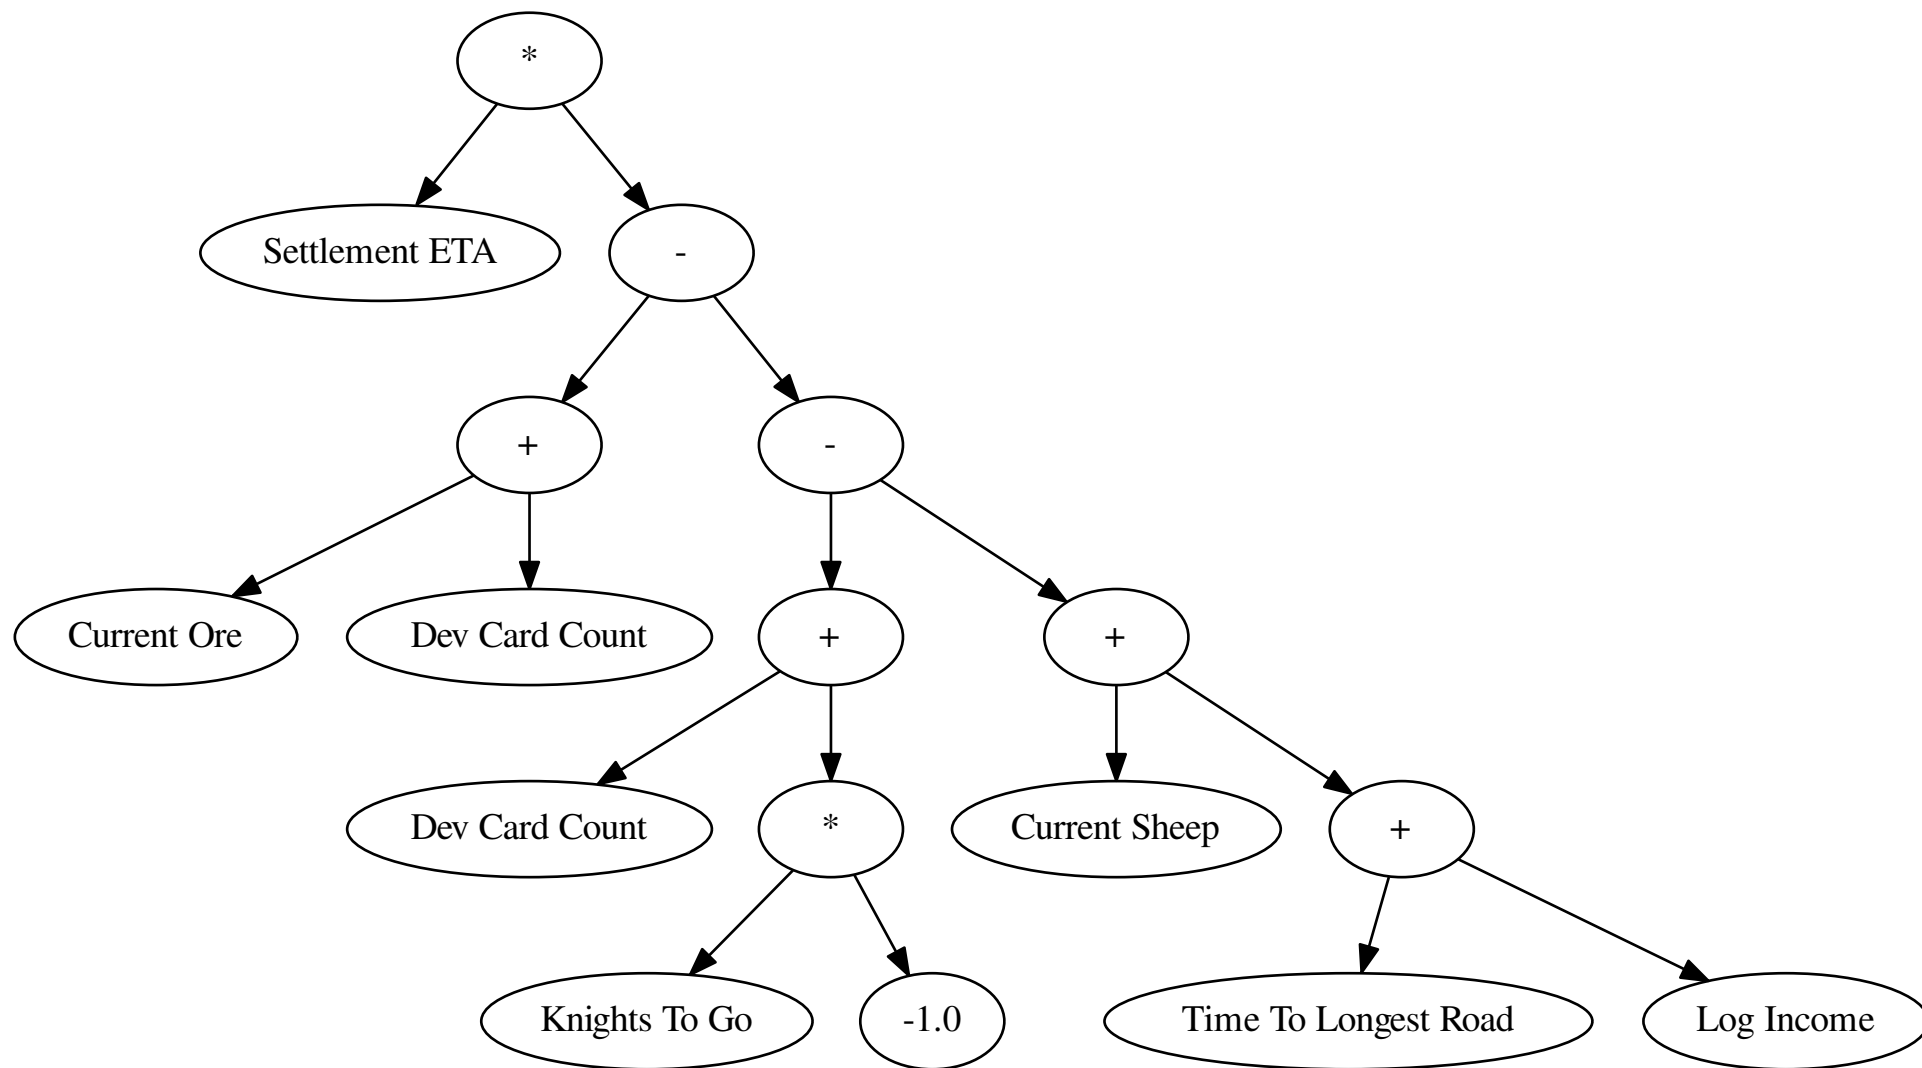 *
Settlement ETA
-
+
-
Current Ore
Dev Card Count
+
+
Dev Card Count
*
Current Sheep
+
Knights To Go
-1.0
Time To Longest Road
Log Income